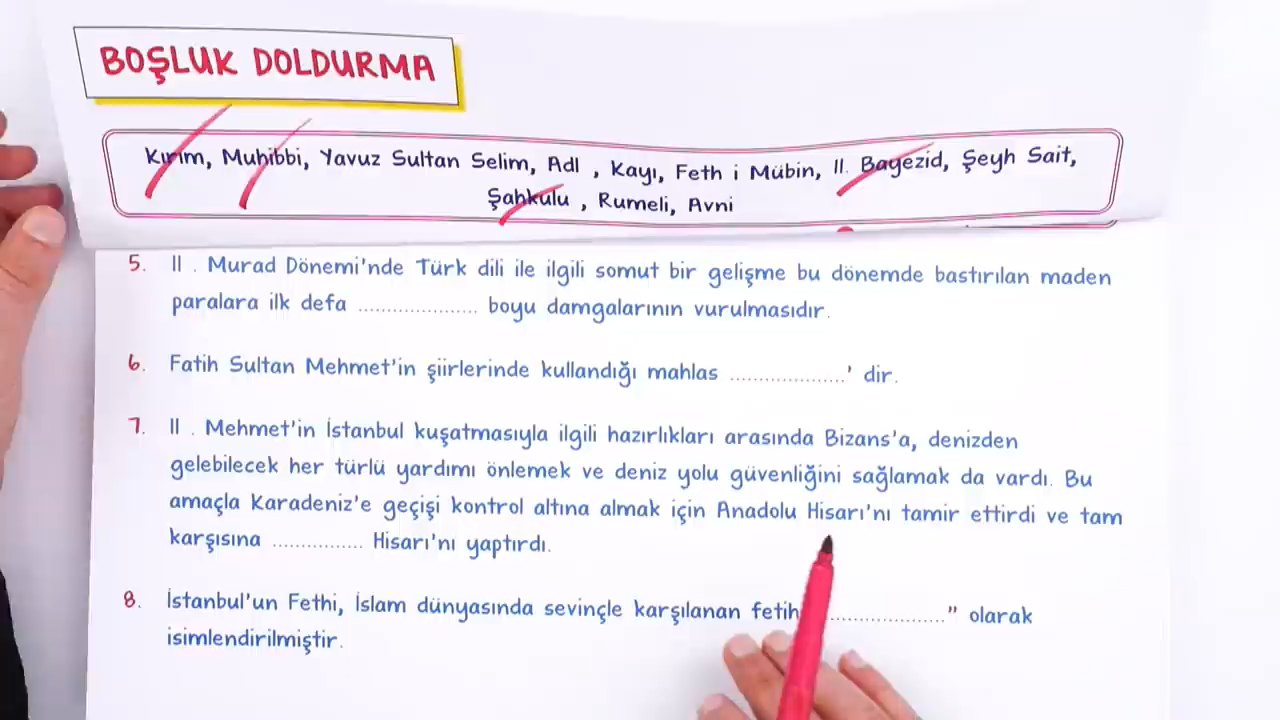 BOŞLUK DOLDURMA
Kırım, Muhibbi, Yavuz Sultan Selim, Adl , Kayı, Feth i Mübin, II. Bayezid, Şeyh Sait,
Şahkulu , Rumeli, Avni
5. II . Murad Dönemi'nde Türk dili ile ilgili somut bir gelişme bu dönemde bastırılan maden
paralara ilk defa .................... boyu damgalarının vurulmasıdır.
6. Fatih Sultan Mehmet'in şiirlerinde kullandığı mahlas ...................' dir.
7. II . Mehmet'in İstanbul kuşatmasıyla ilgili hazırlıkları arasında Bizans'a, denizden
gelebilecek her türlü yardımı önlemek ve deniz yolu güvenliğini sağlamak da vardı. Bu
amaçla Karadeniz'e geçişi kontrol altına almak için Anadolu Hisarı'nı tamir ettirdi ve tam
karşısına ............... Hisarı'nı yaptırdı.
8. İstanbul'un Fethi, İslam dünyasında sevinçle karşılanan fetih ...................." olarak
isimlendirilmiştir.